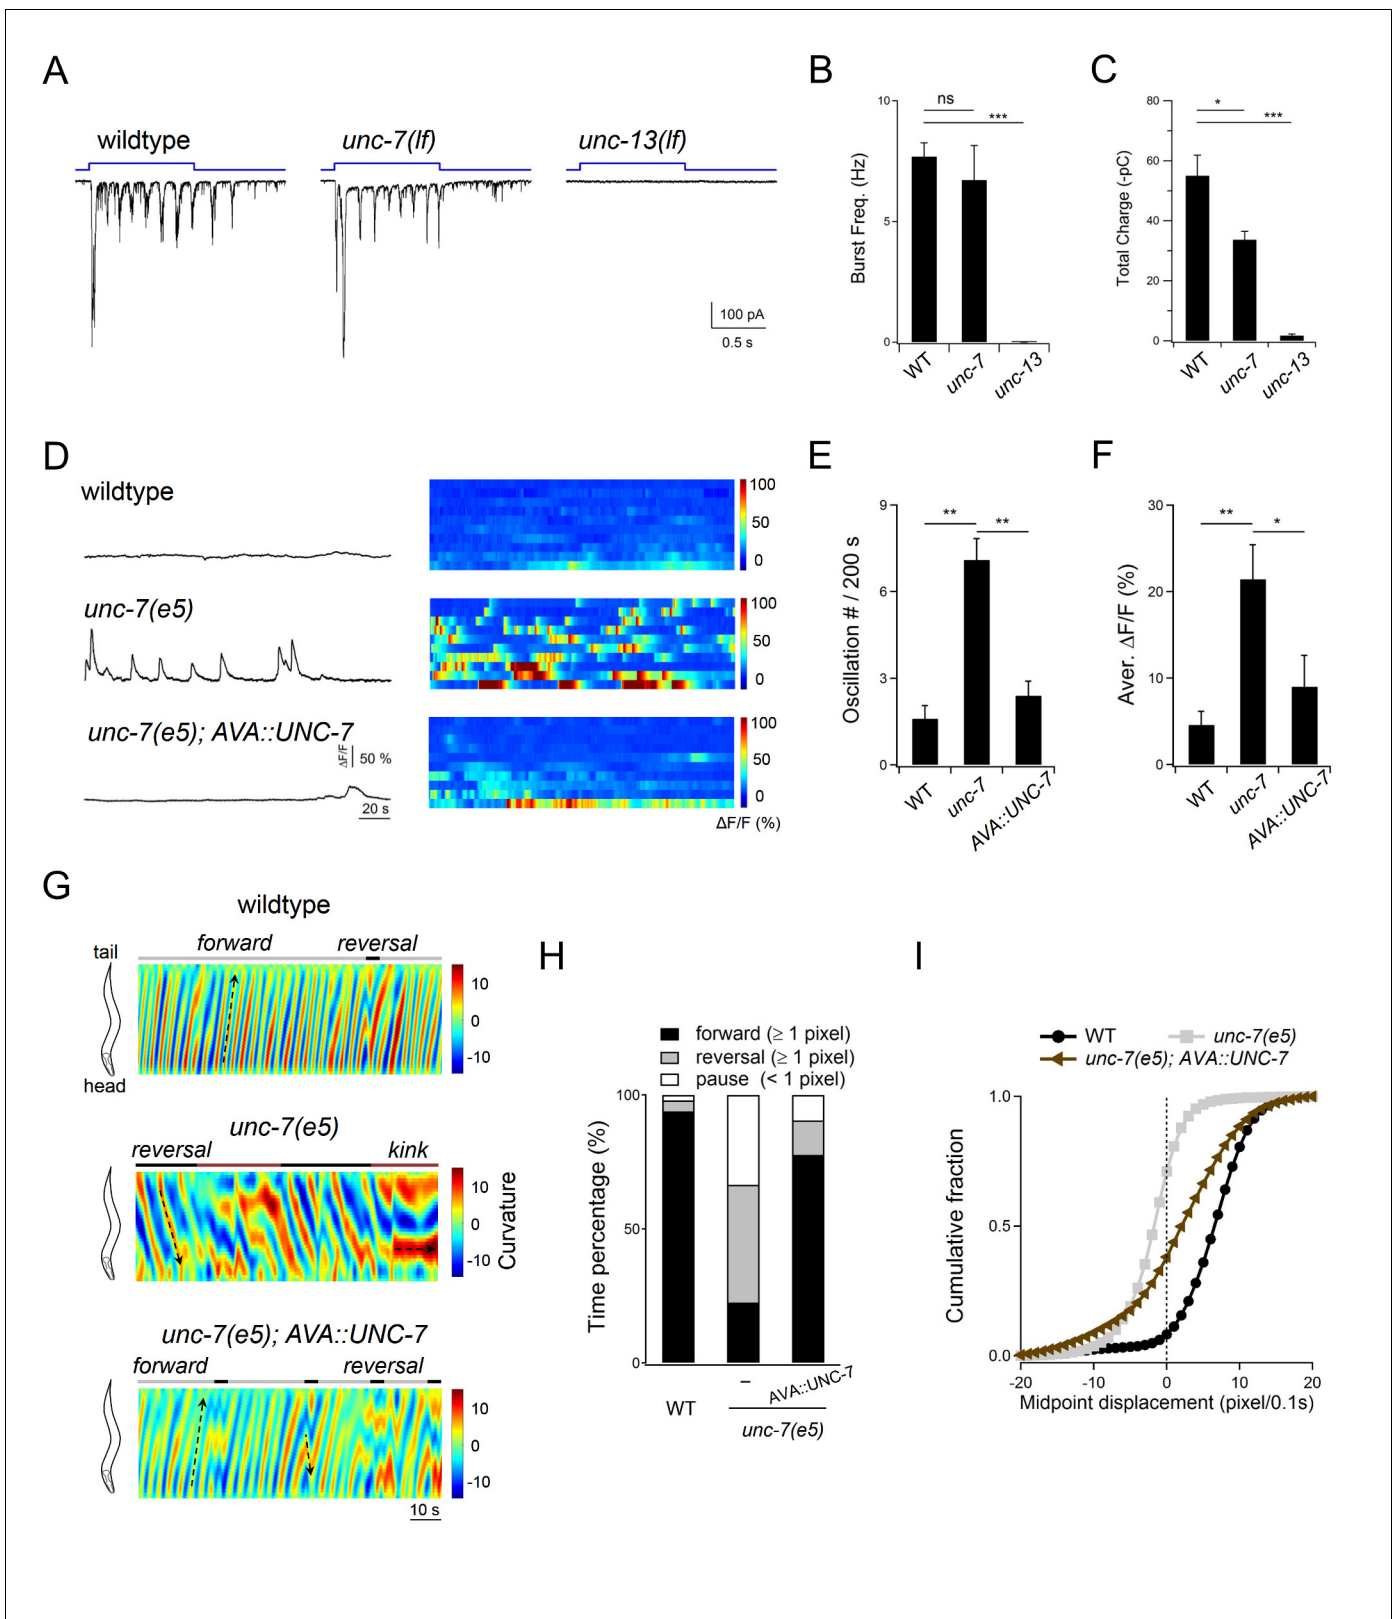 A
wildtype
unc-7(lf)
unc-13(lf)
100 pA
0.5 s
B
Burst Freq. (Hz)
10
5
0
ns
***
WT
unc-7
unc-13
C
Total Charge (-pC)
80
60
40
20
0
*
***
WT
unc-7
unc-13
D
wildtype
100
50
0
unc-7(e5)
100
50
0
unc-7(e5); AVA::UNC-7
ΔF/F
50 %
20 s
100
50
0
ΔF/F (%)
E
Oscillation # / 200 s
9
6
3
0
**
**
WT
unc-7
AVA::UNC-7
F
Aver. ΔF/F (%)
30
20
10
0
**
*
WT
unc-7
AVA::UNC-7
G
wildtype
forward
reversal
tail
head
10
0
-10
unc-7(e5)
reversal
kink
10
0
-10
Curvature
unc-7(e5); AVA::UNC-7
forward
reversal
10
0
-10
10 s
H
forward (≥ 1 pixel)
reversal (≥ 1 pixel)
pause (< 1 pixel)
Time percentage (%)
100
50
0
WT
–
AVA::UNC-7
unc-7(e5)
I
WT
unc-7(e5)
unc-7(e5); AVA::UNC-7
Cumulative fraction
1.0
0.5
0.0
-20
-10
0
10
20
Midpoint displacement (pixel/0.1s)